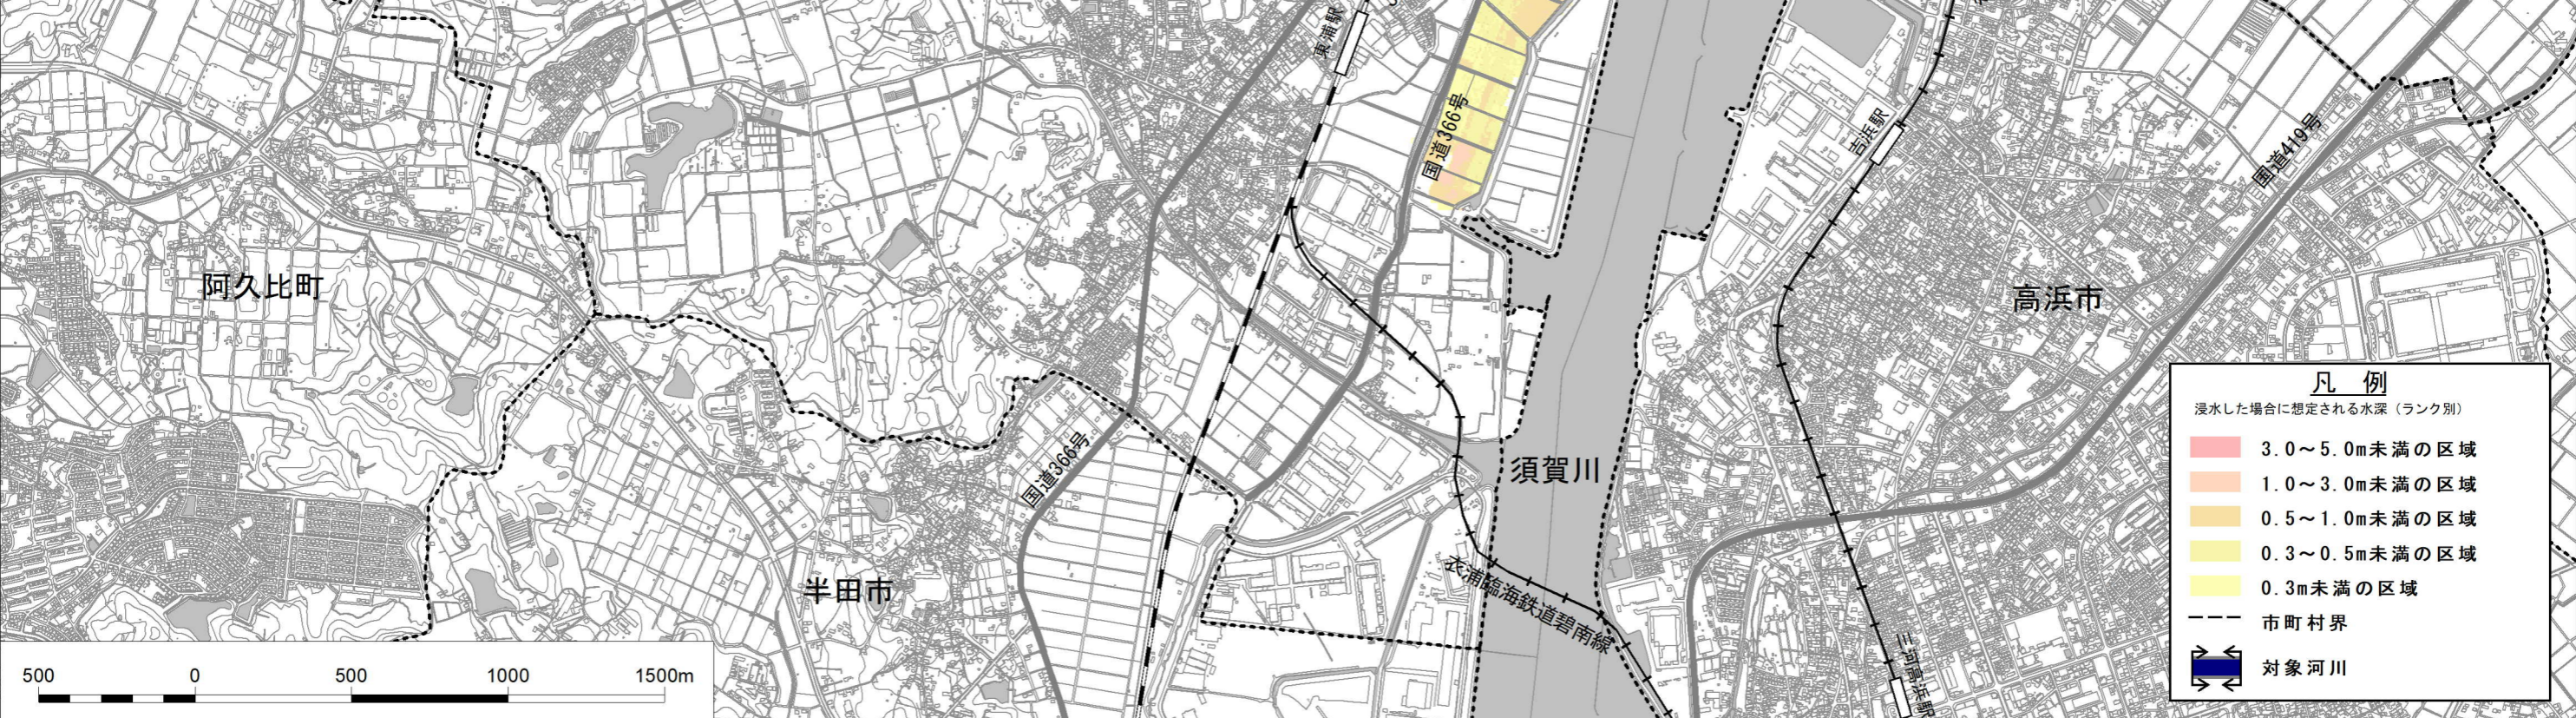 東浦駅
国道366号
吉浜駅
国道419号
阿久比町
高浜市
国道366号
須賀川
半田市
衣浦臨海鉄道碧南線
三河高浜駅
凡 例
浸水した場合に想定される水深（ランク別）
3.0～5.0m未満の区域
1.0～3.0m未満の区域
0.5～1.0m未満の区域
0.3～0.5m未満の区域
0.3m未満の区域
市町村界
対象河川
500 0 500 1000 1500m